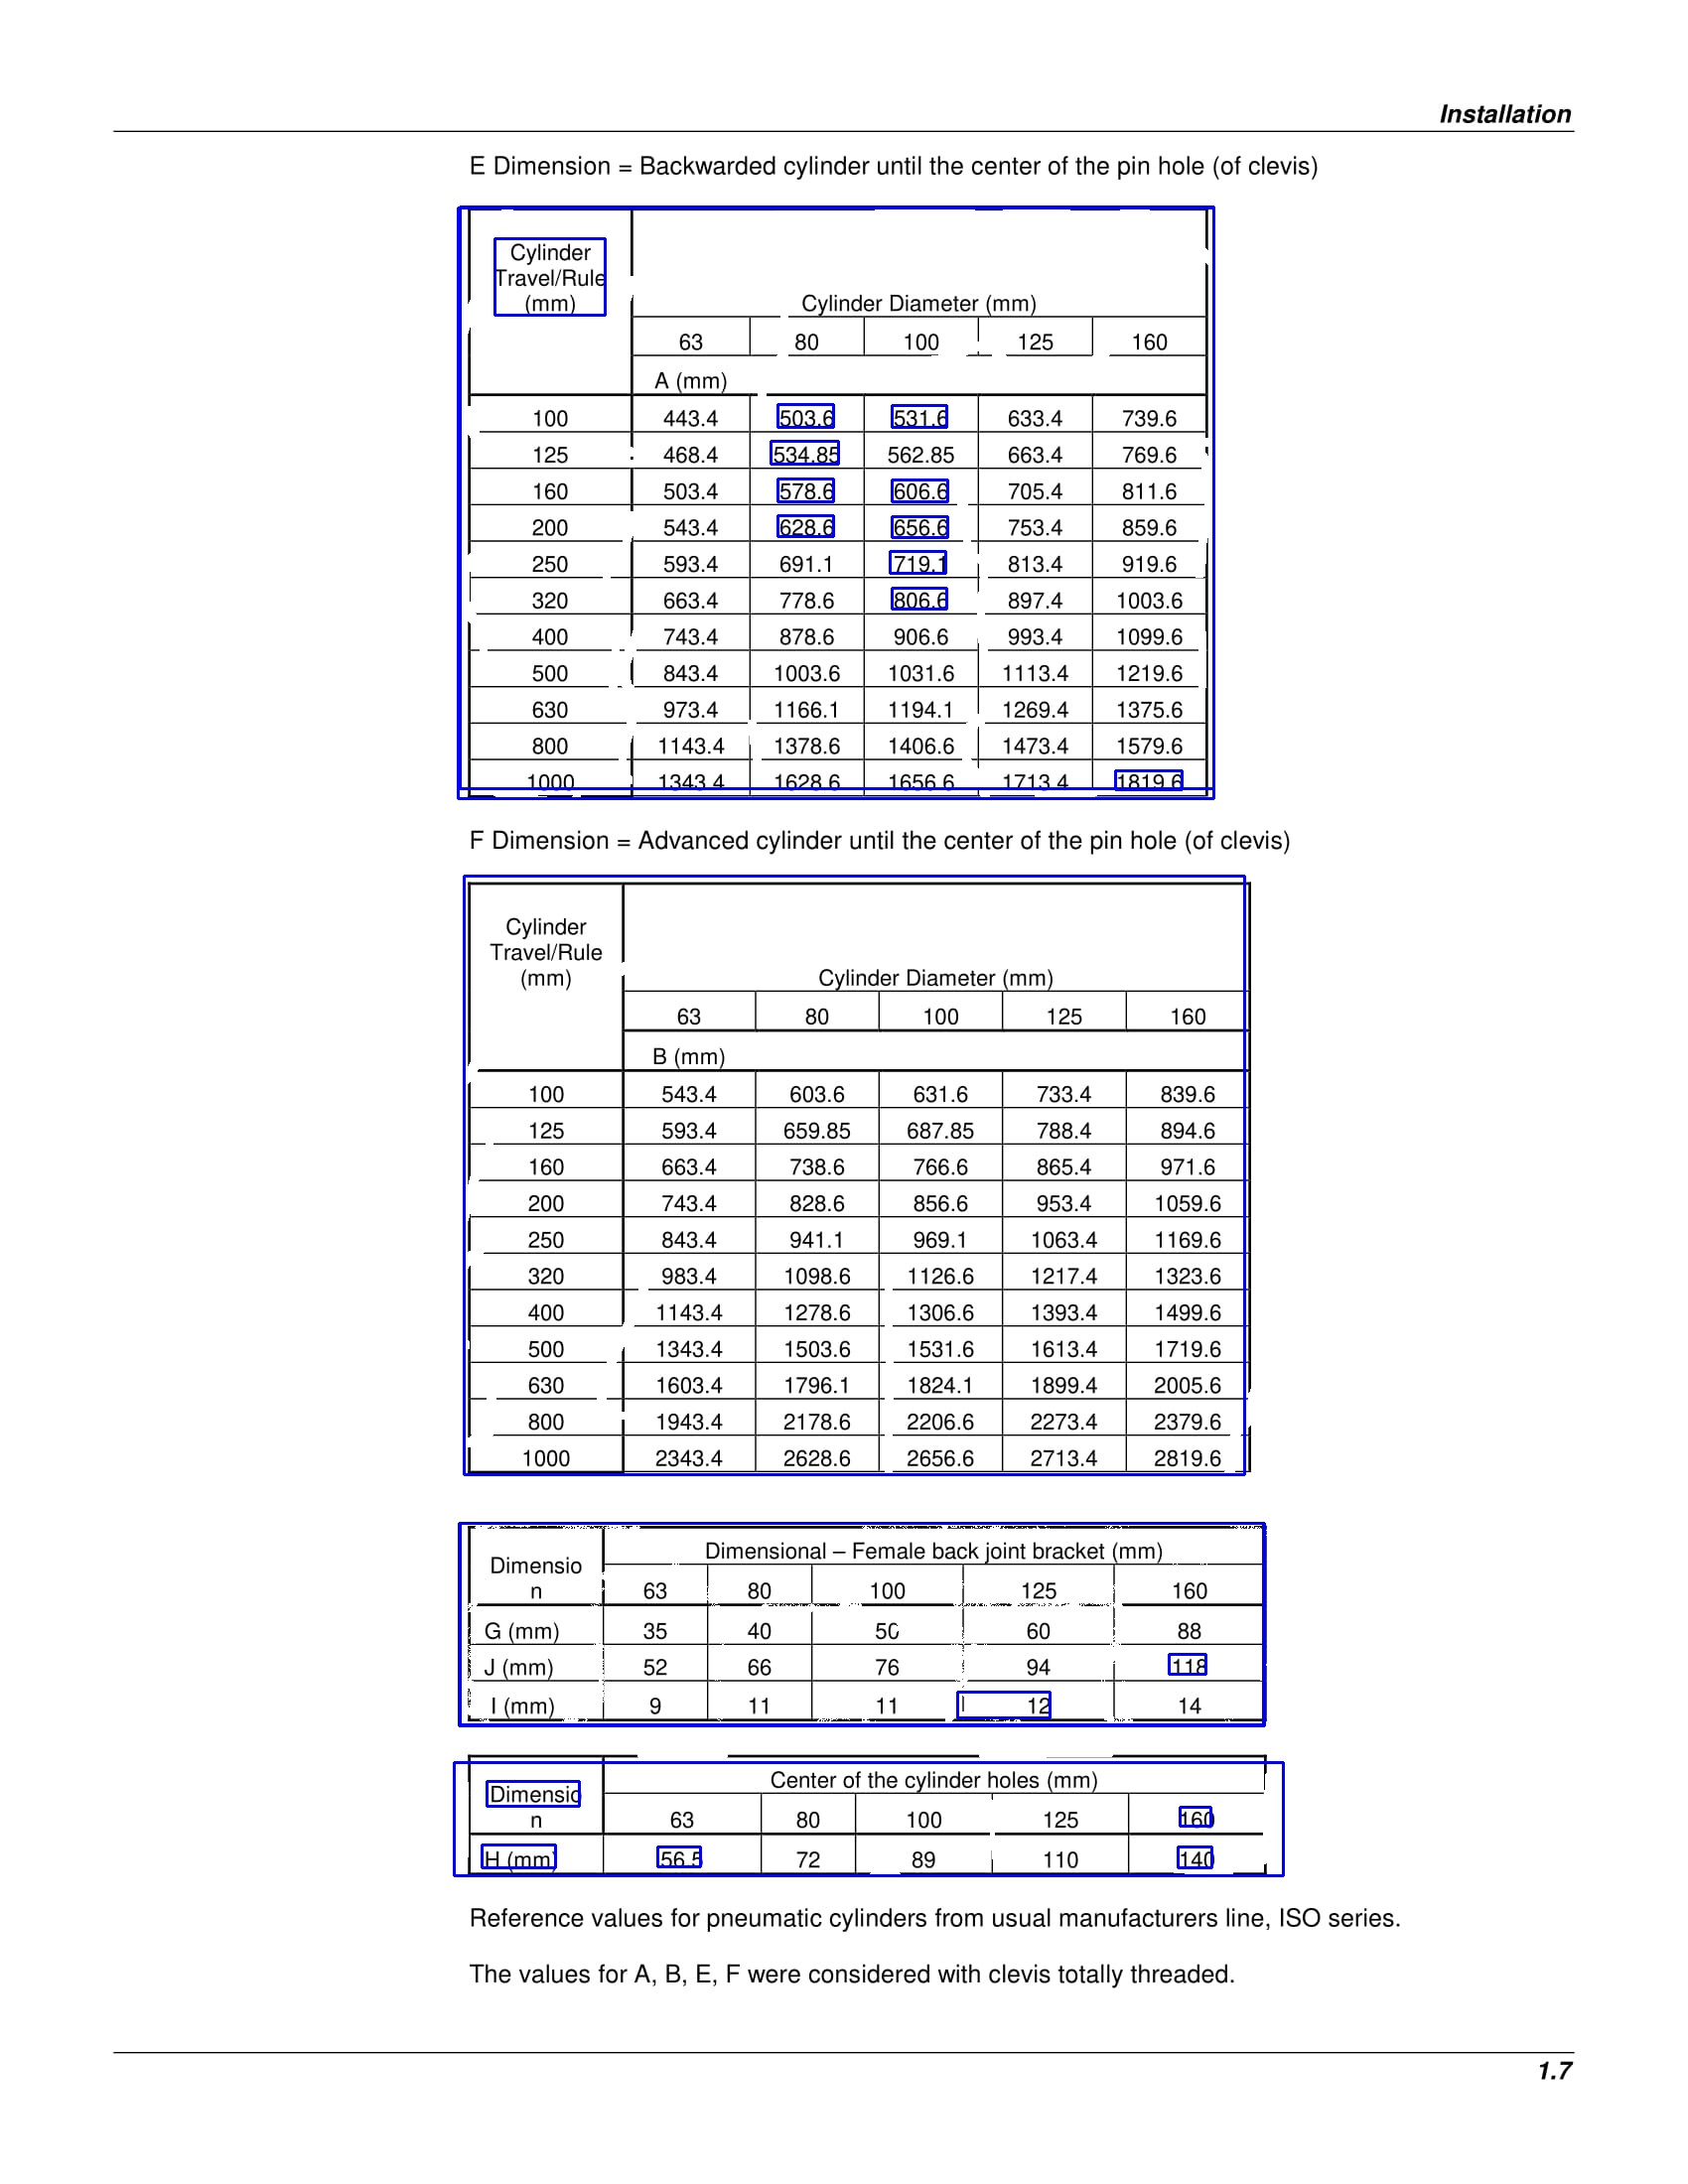 Installation
E Dimension = Backwarded cylinder until the center of the pin hole (of clevis)
Cylinder
Travel/Rule
(mm)
Cylinder Diameter (mm)
63 80 100 125 160
A (mm)
100 443.4 503.6 531.6 633.4 739.6
125 468.4 534.85 562.85 663.4 769.6
160 503.4 578.6 606.6 705.4 811.6
200 543.4 628.6 656.6 753.4 859.6
250 593.4 691.1 719.1 813.4 919.6
320 663.4 778.6 806.6 897.4 1003.6
400 743.4 878.6 906.6 993.4 1099.6
500 843.4 1003.6 1031.6 1113.4 1219.6
630 973.4 1166.1 1194.1 1269.4 1375.6
800 1143.4 1378.6 1406.6 1473.4 1579.6
1000 1343.4 1628.6 1656.6 1713.4 1819.6
F Dimension = Advanced cylinder until the center of the pin hole (of clevis)
Cylinder
Travel/Rule
(mm)
Cylinder Diameter (mm)
63 80 100 125 160
B (mm)
100 543.4 603.6 631.6 733.4 839.6
125 593.4 659.85 687.85 788.4 894.6
160 663.4 738.6 766.6 865.4 971.6
200 743.4 828.6 856.6 953.4 1059.6
250 843.4 941.1 969.1 1063.4 1169.6
320 983.4 1098.6 1126.6 1217.4 1323.6
400 1143.4 1278.6 1306.6 1393.4 1499.6
500 1343.4 1503.6 1531.6 1613.4 1719.6
630 1603.4 1796.1 1824.1 1899.4 2005.6
800 1943.4 2178.6 2206.6 2273.4 2379.6
1000 2343.4 2628.6 2656.6 2713.4 2819.6
Dimensio
n
Dimensional – Female back joint bracket (mm)
63 80 100 125 160
G (mm) 35 40 50 60 88
J (mm) 52 66 76 94 118
I (mm) 9 11 11 12 14
Dimensio
n
Center of the cylinder holes (mm)
63 80 100 125 160
H (mm) 56.5 72 89 110 140
Reference values for pneumatic cylinders from usual manufacturers line, ISO series.
The values for A, B, E, F were considered with clevis totally threaded.
1.7